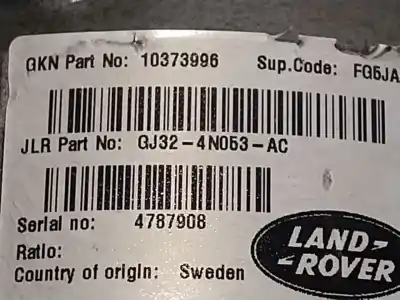 GKN Part No: 10373996 Sup.Code: FG5JA
JLR Part No: GJ32-4N053-AC
Serial no: 4787908
Ratio:
Country of origin: Sweden
LAND-
-ROVER